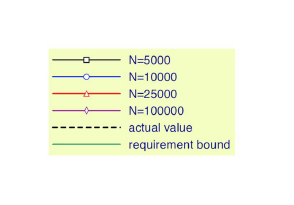 N=5000
N=10000
N=25000
N=100000
actual value
requirement bound